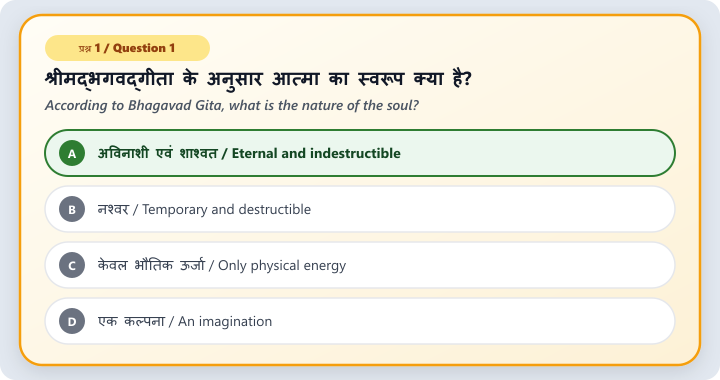 प्रश्न 1 / Question 1
श्रीमद्भगवद्गीता के अनुसार आत्मा का स्वरूप क्या है?
According to Bhagavad Gita, what is the nature of the soul?
A अविनाशी एवं शाश्वत / Eternal and indestructible
B नश्वर / Temporary and destructible
C केवल भौतिक ऊर्जा / Only physical energy
D एक कल्पना / An imagination